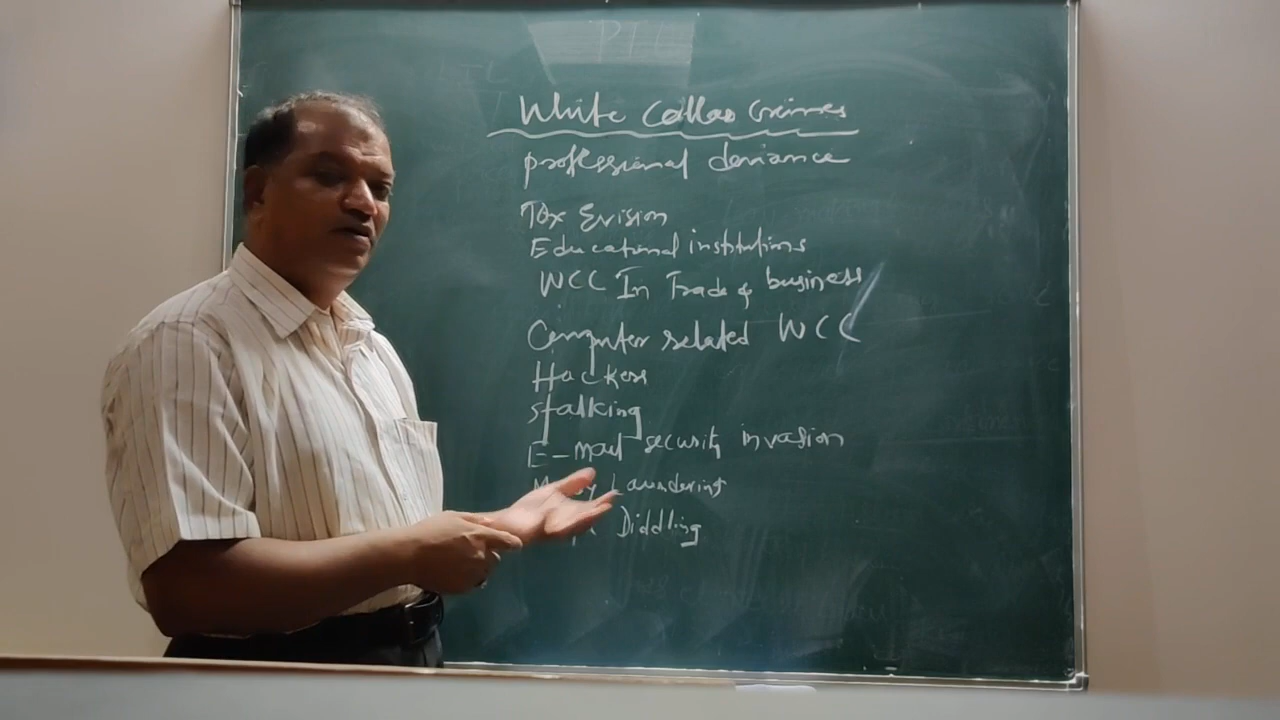 White Collar Crimes
professional deviance
Tax Evision
Educational institutions
WCC In Trade & business
Computer related WCC
Hackers
stalking
E-mail security invasion
Laundering
Diddling